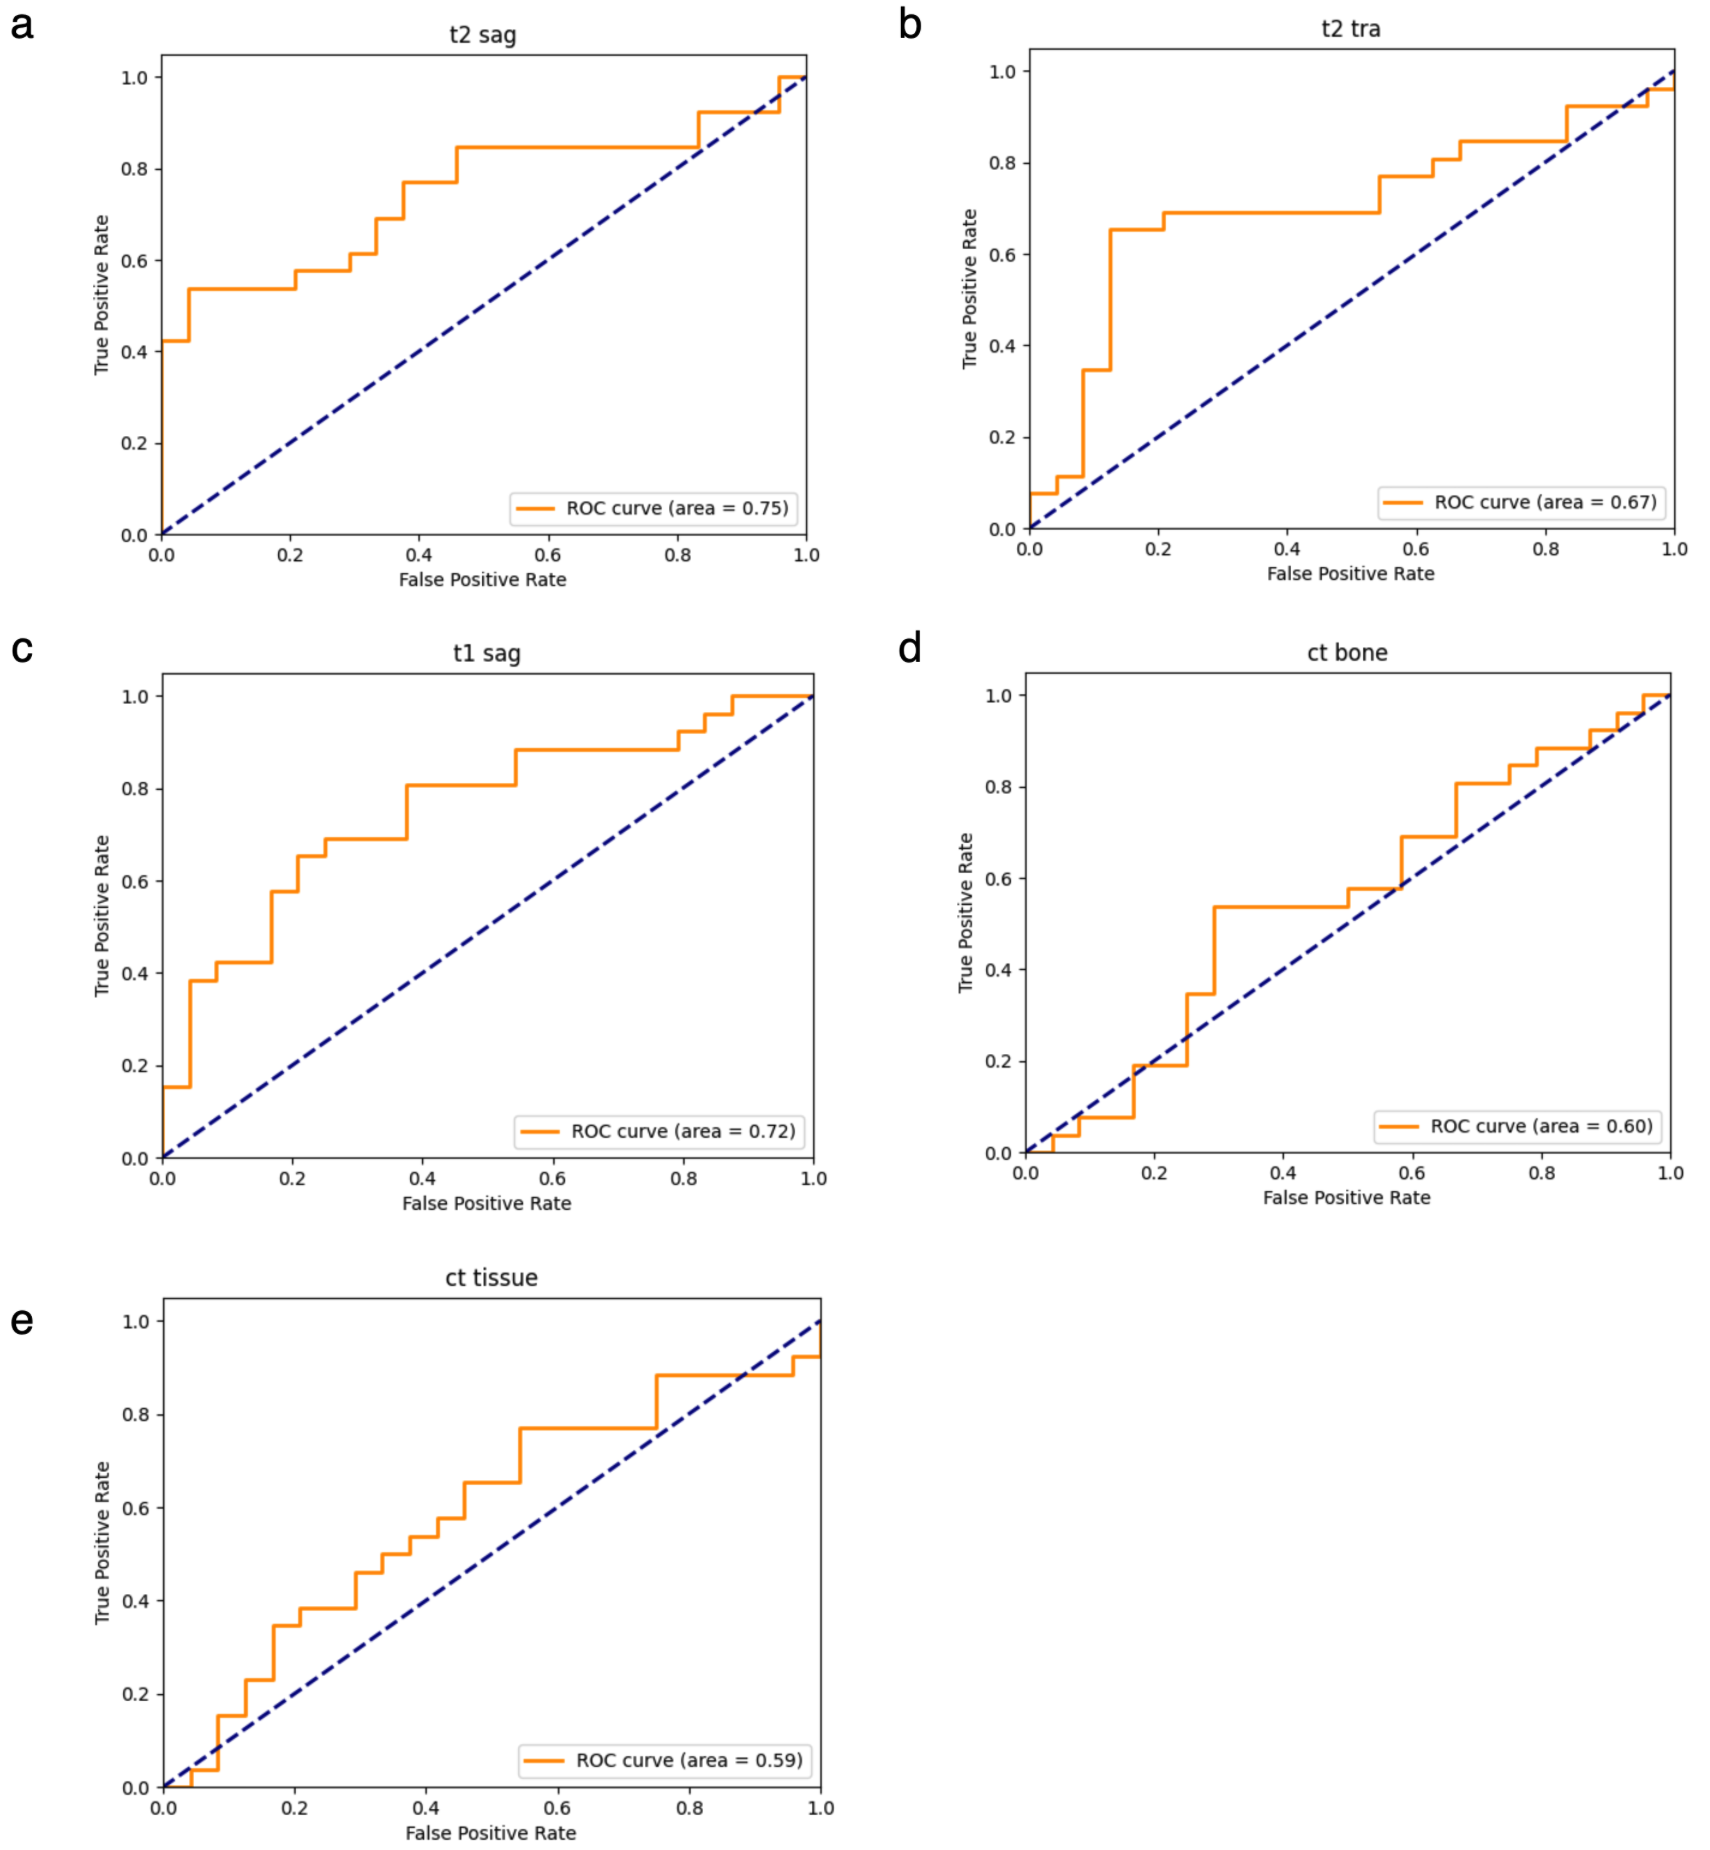 a
t2 sag
1.0
0.8
0.6
0.4
0.2
0.0
True Positive Rate
ROC curve (area = 0.75)
0.0 0.2 0.4 0.6 0.8 1.0
False Positive Rate
b
t2 tra
1.0
0.8
0.6
0.4
0.2
0.0
True Positive Rate
ROC curve (area = 0.67)
0.0 0.2 0.4 0.6 0.8 1.0
False Positive Rate
c
t1 sag
1.0
0.8
0.6
0.4
0.2
0.0
True Positive Rate
ROC curve (area = 0.72)
0.0 0.2 0.4 0.6 0.8 1.0
False Positive Rate
d
ct bone
1.0
0.8
0.6
0.4
0.2
0.0
True Positive Rate
ROC curve (area = 0.60)
0.0 0.2 0.4 0.6 0.8 1.0
False Positive Rate
e
ct tissue
1.0
0.8
0.6
0.4
0.2
0.0
True Positive Rate
ROC curve (area = 0.59)
0.0 0.2 0.4 0.6 0.8 1.0
False Positive Rate